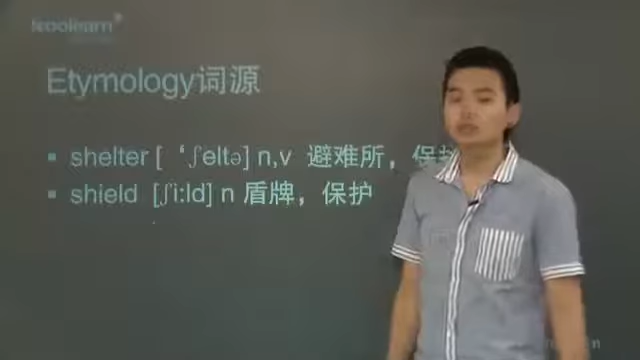 koolearn
Etymology词源
▪ shelter [‘ʃeltə] n,v 避难所，保
▪ shield [ʃi:ld] n 盾牌，保护